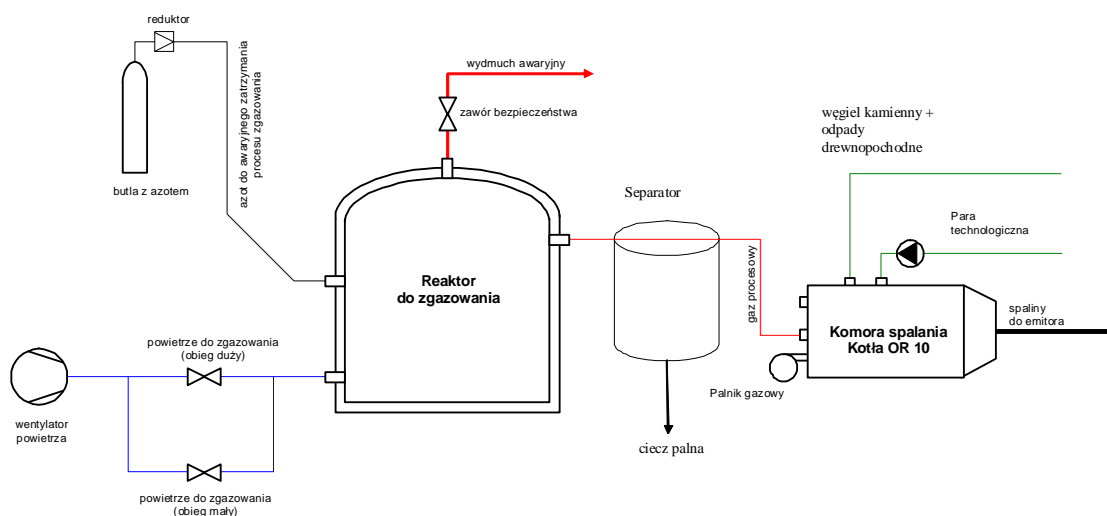 reduktor
azot do awaryjnego zatrzymania
procesu zgazowania
butla z azotem
wydmuch awaryjny
zawór bezpieczeństwa
węgiel kamienny +
odpady
drewnopochodne
Separator
Para
technologiczna
Reaktor
do zgazowania
gaz procesowy
Komora spalania
Kotła OR 10
spaliny
do emitora
Palnik gazowy
ciecz palna
powietrze do zgazowania
(obieg duży)
wentylator
powietrza
powietrze do zgazowania
(obieg mały)